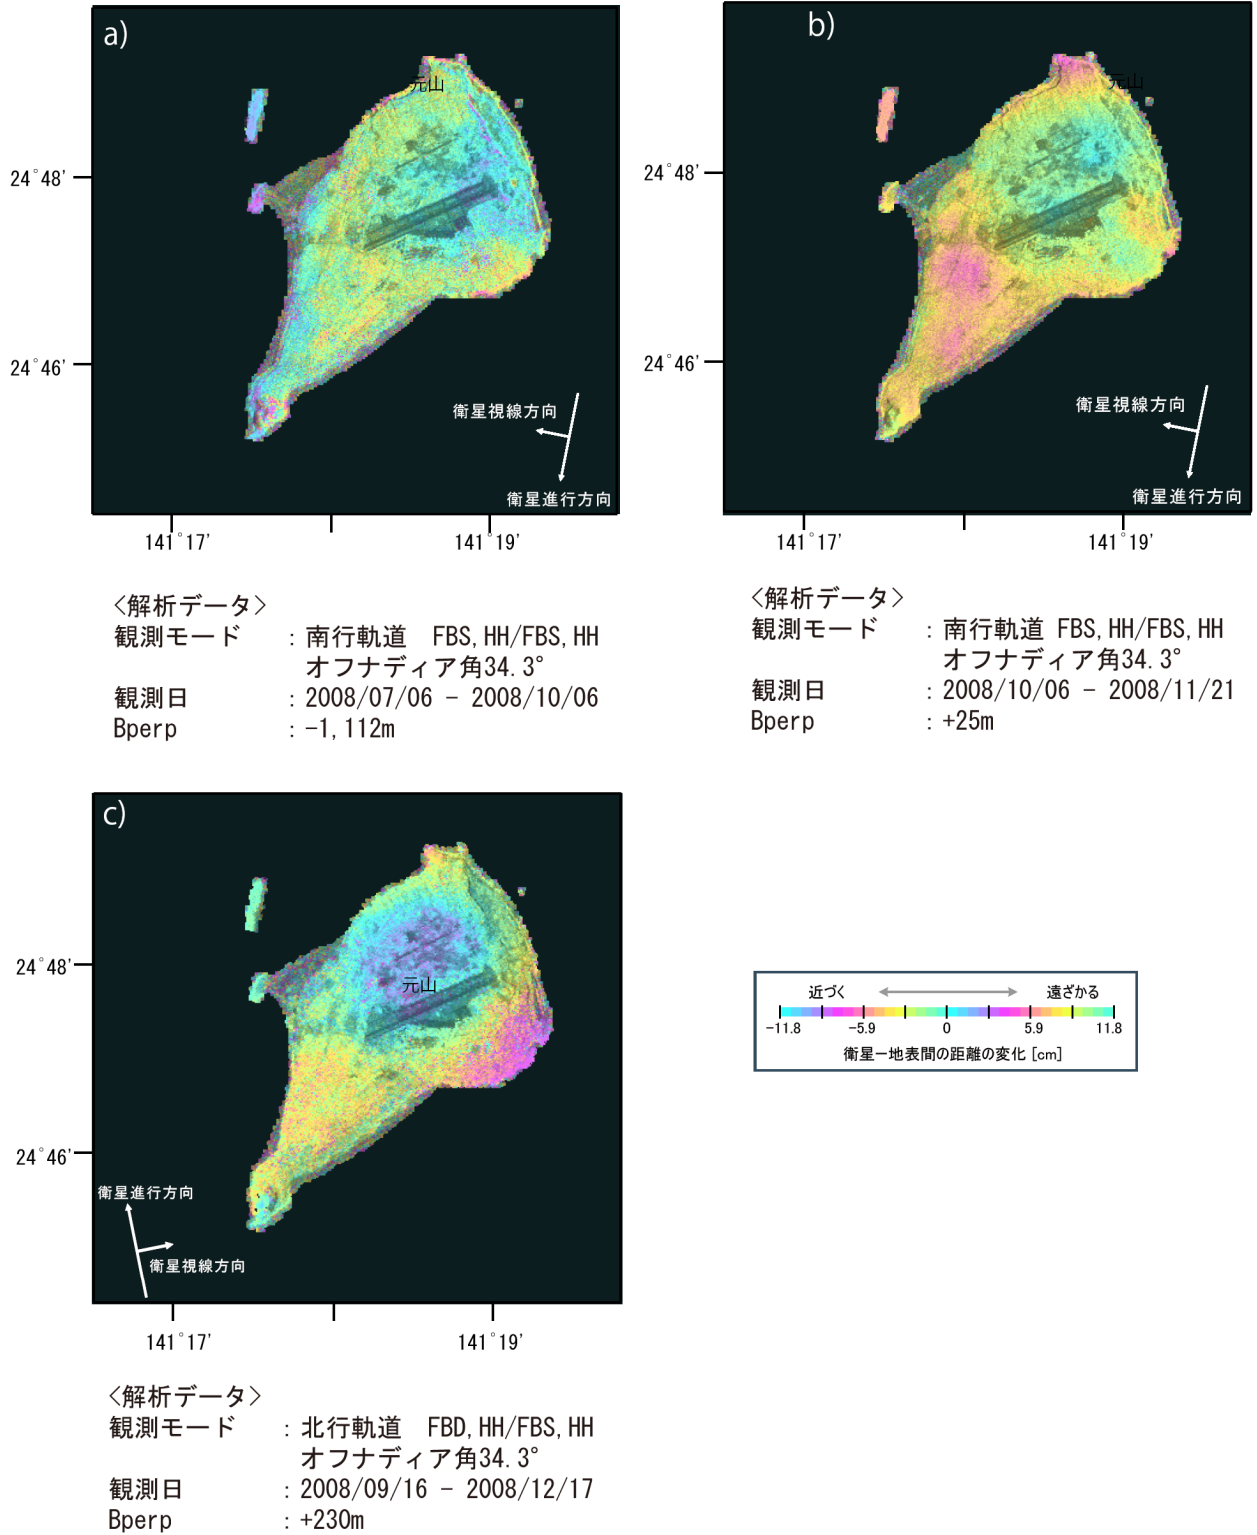 a)
元山
24°48'
24°46'
衛星視線方向
衛星進行方向
141°17'
141°19'
<解析データ>
観測モード : 南行軌道 FBS,HH/FBS,HH
オフナディア角34.3°
観測日 : 2008/07/06 - 2008/10/06
Bperp : -1,112m
b)
元山
24°48'
24°46'
衛星視線方向
衛星進行方向
141°17'
141°19'
<解析データ>
観測モード : 南行軌道 FBS,HH/FBS,HH
オフナディア角34.3°
観測日 : 2008/10/06 - 2008/11/21
Bperp : +25m
c)
24°48'
元山
24°46'
衛星進行方向
衛星視線方向
141°17'
141°19'
<解析データ>
観測モード : 北行軌道 FBD,HH/FBS,HH
オフナディア角34.3°
観測日 : 2008/09/16 - 2008/12/17
Bperp : +230m
近づく 遠ざかる
-11.8 -5.9 0 5.9 11.8
衛星ー地表間の距離の変化 [cm]